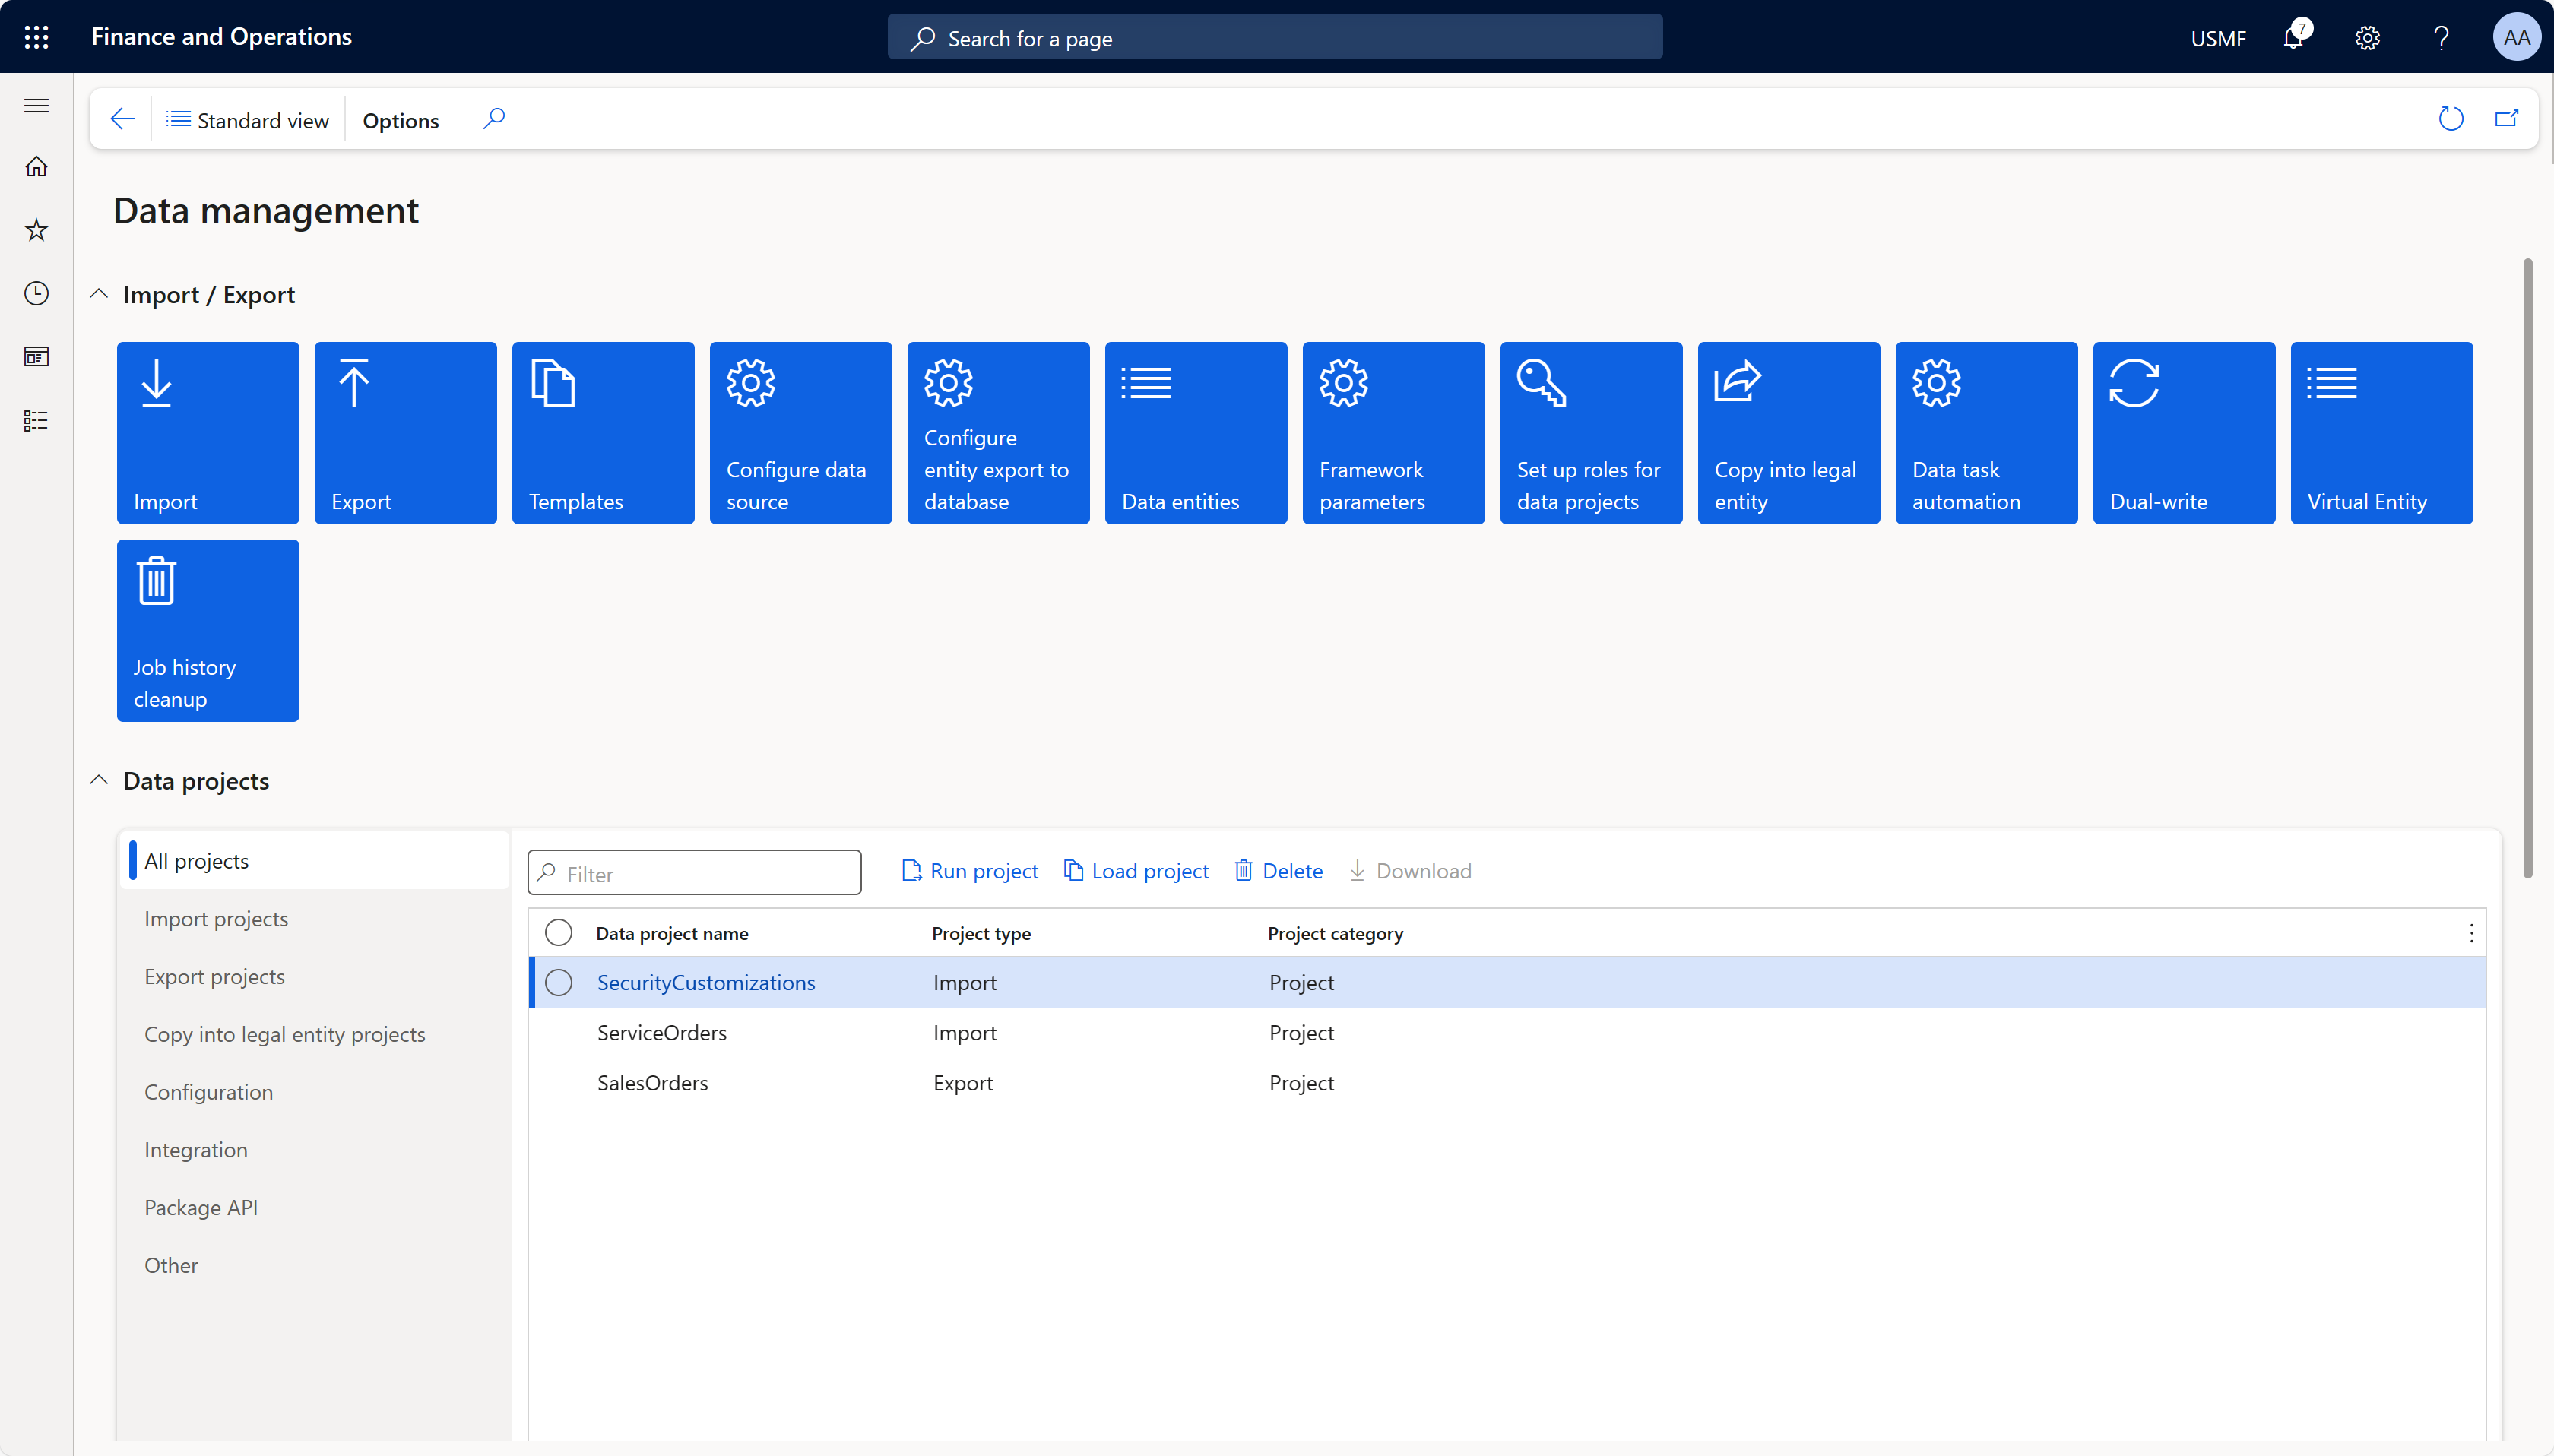 Finance and Operations
Search for a page
USMF
7
AA
Standard view
Options
Data management
Import / Export
Import
Export
Templates
Configure data
source
Configure
entity export to
database
Data entities
Framework
parameters
Set up roles for
data projects
Copy into legal
entity
Data task
automation
Dual-write
Virtual Entity
Job history
cleanup
Data projects
All projects
Import projects
Export projects
Copy into legal entity projects
Configuration
Integration
Package API
Other
Filter
Run project
Load project
Delete
Download
Data project name Project type Project category
SecurityCustomizations Import Project
ServiceOrders Import Project
SalesOrders Export Project